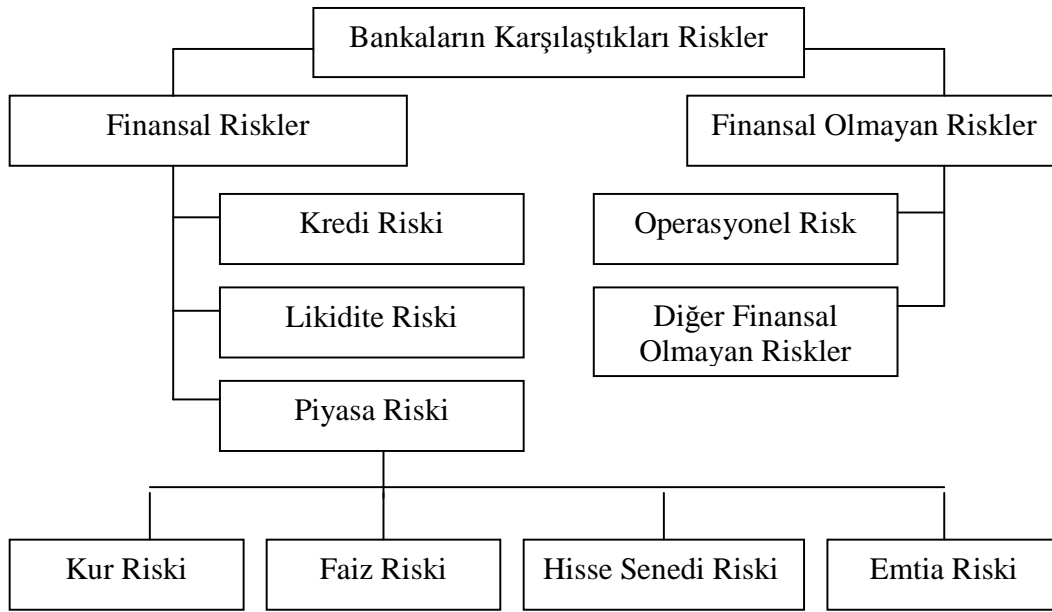 Bankaların Karşılaştıkları Riskler
Finansal Riskler
Finansal Olmayan Riskler
Kredi Riski
Operasyonel Risk
Likidite Riski
Diğer Finansal
Olmayan Riskler
Piyasa Riski
Kur Riski
Faiz Riski
Hisse Senedi Riski
Emtia Riski